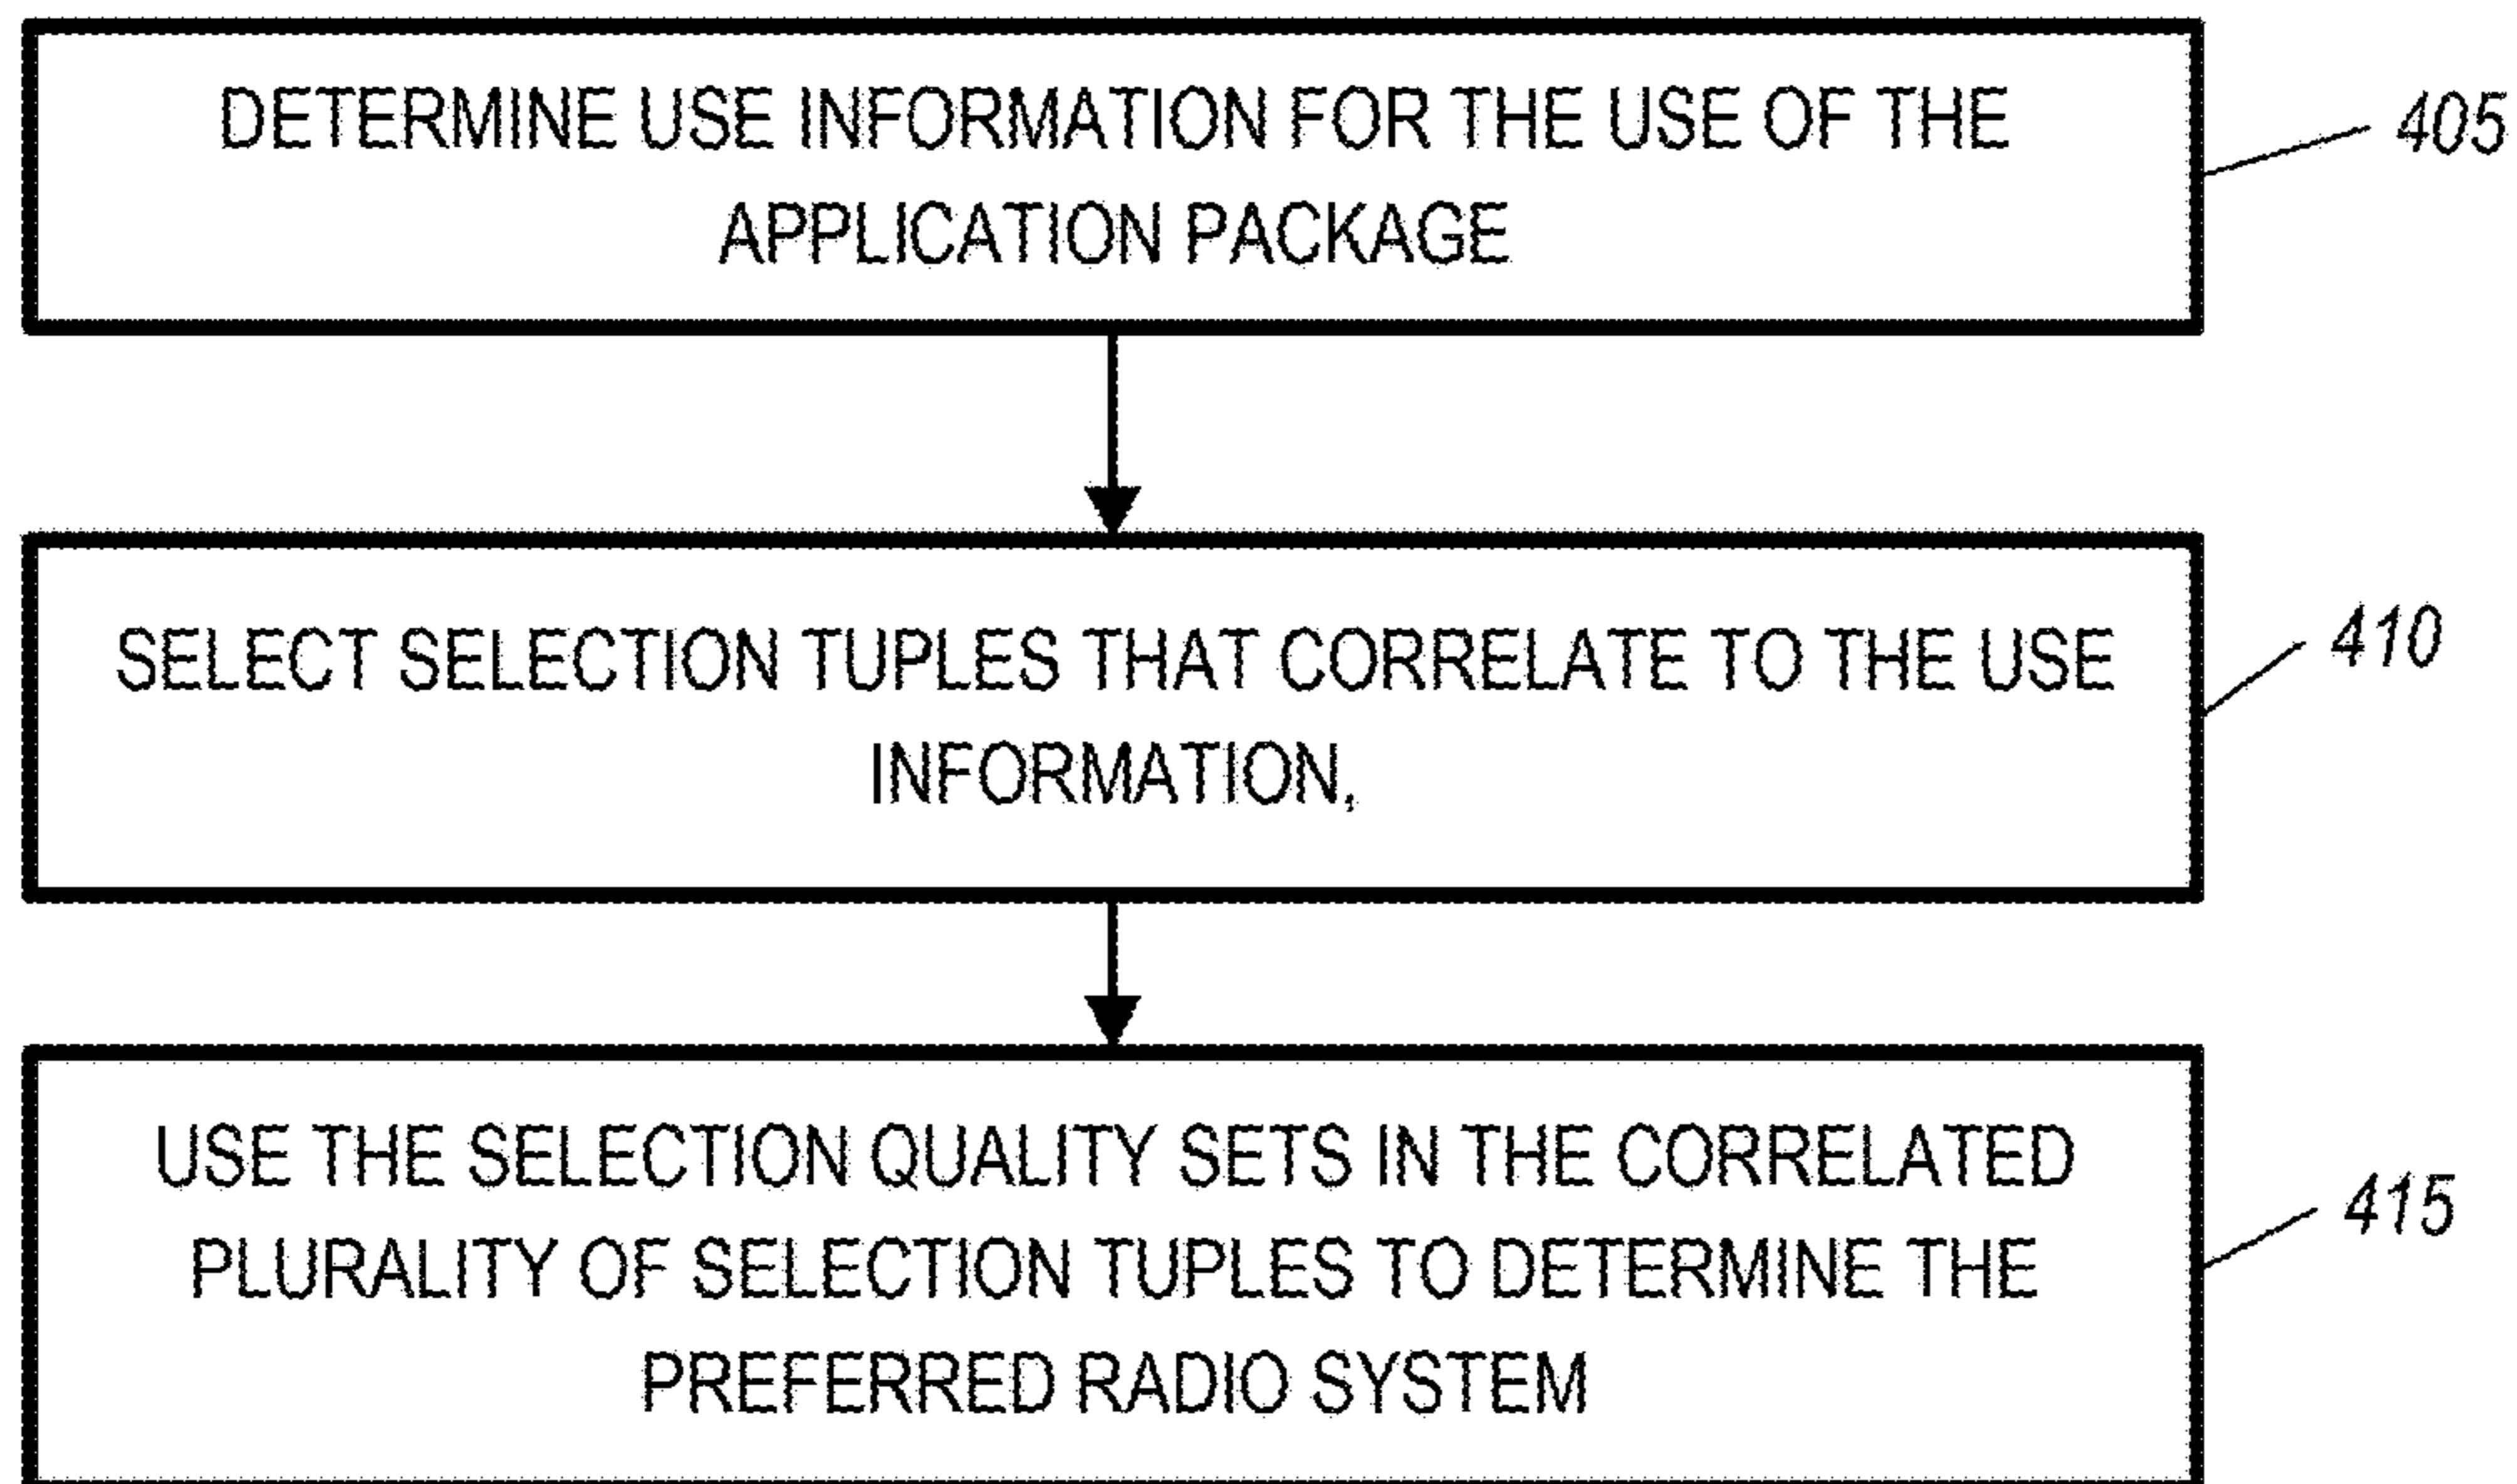 DETERMINE USE INFORMATION FOR THE USE OF THE
APPLICATION PACKAGE
405
SELECT SELECTION TUPLES THAT CORRELATE TO THE USE
INFORMATION,
410
USE THE SELECTION QUALITY SETS IN THE CORRELATED
PLURALITY OF SELECTION TUPLES TO DETERMINE THE
PREFERRED RADIO SYSTEM
415